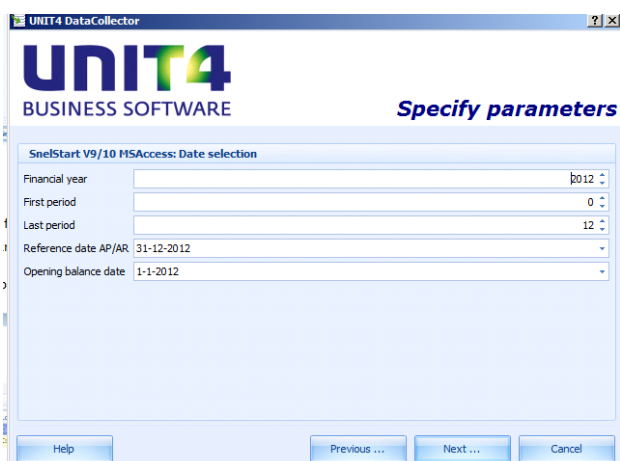 UNIT4 DataCollector
? X
UNIT4
BUSINESS SOFTWARE
Specify parameters
SnelStart V9/10 MSAccess: Date selection
Financial year 2012
First period 0
Last period 12
Reference date AP/AR 31-12-2012
Opening balance date 1-1-2012
Help Previous ... Next ... Cancel